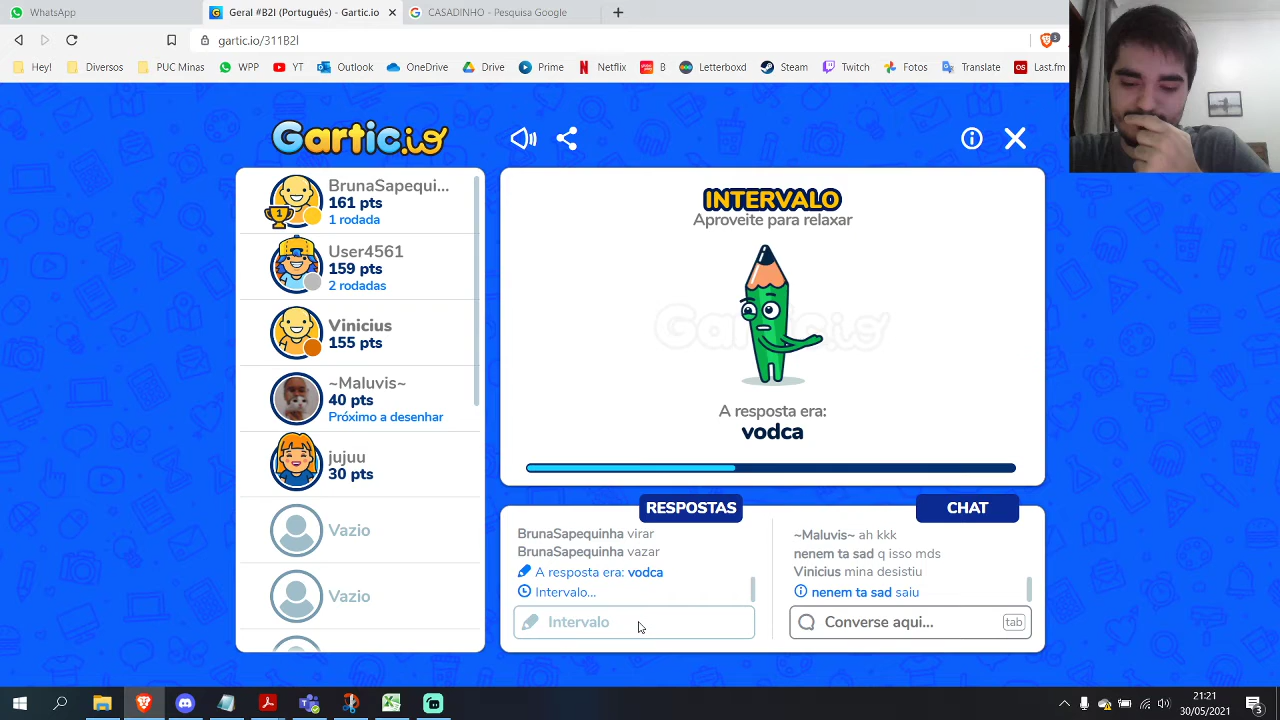 WhatsApp
Geral #B2I (Português) - Gartic.io
CASADINHO - Pesquisa Google
gartic.io/311B2I
3
Hey!
Diversos
PUC Minas
WPP
YT
Outlook
OneDrive
Drive
Prime
Netflix
B
Letterboxd
Steam
Twitch
Fotos
Translate
Last.fm
Gartic.io
BrunaSapequi...
161 pts
1 rodada
User4561
159 pts
2 rodadas
Vinicius
155 pts
~Maluvis~
40 pts
Próximo a desenhar
jujuu
30 pts
Vazio
Vazio
INTERVALO
Aproveite para relaxar
Gartic.io
A resposta era:
vodca
RESPOSTAS
BrunaSapequinha virar
BrunaSapequinha vazar
A resposta era: vodca
Intervalo...
Intervalo
CHAT
~Maluvis~ ah kkk
nenem ta sad q isso mds
Vinicius mina desistiu
nenem ta sad saiu
Converse aqui...
tab
21:21
30/05/2021
3